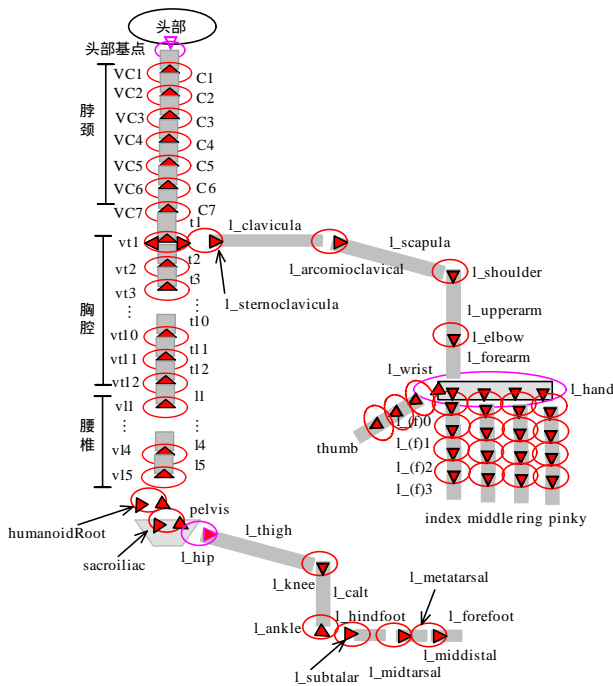 头部
头部基点
VC1 C1
VC2 C2
VC3 C3
脖颈
VC4 C4
VC5 C5
VC6 C6
VC7 C7
t1
l_clavicula
vt1
l_scapula
t2
l_arcomioclavical
vt2
t3
l_shoulder
vt3
l_sternoclavicula
...
...
胸腔
t10
l_upperarm
vt10
l_elbow
t11
vt11
l_forearm
t12
l_wrist
vt12
l_hand
l1
vl1
l_(f)0
...
...
腰椎
l4
l_(f)1
vl4
thumb
l5
l_(f)2
vl5
l_(f)3
pelvis
index middle ring pinky
humanoidRoot
l_thigh
sacroiliac
l_hip
l_knee
l_calt
l_metatarsal
l_hindfoot
l_forefoot
l_ankle
l_middistal
l_subtalar
l_midtarsal